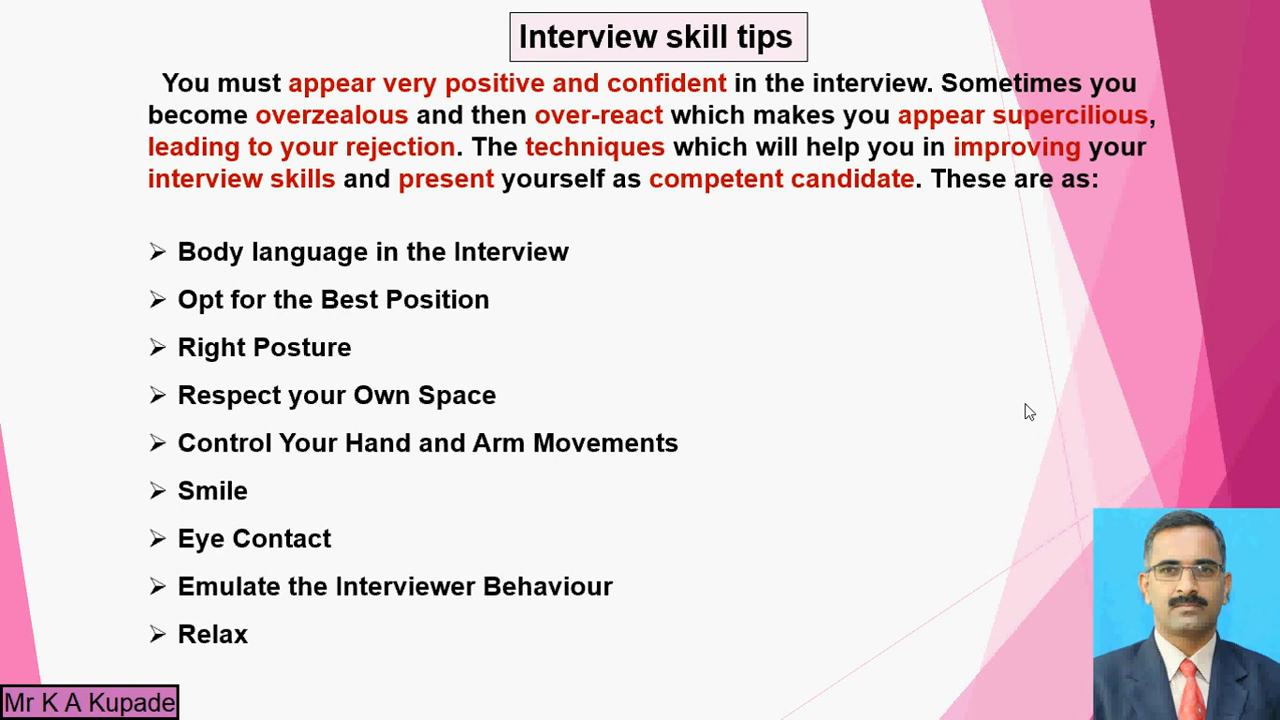 Interview skill tips
You must appear very positive and confident in the interview. Sometimes you
become overzealous and then over-react which makes you appear supercilious,
leading to your rejection. The techniques which will help you in improving your
interview skills and present yourself as competent candidate. These are as:
Body language in the Interview
Opt for the Best Position
Right Posture
Respect your Own Space
Control Your Hand and Arm Movements
Smile
Eye Contact
Emulate the Interviewer Behaviour
Relax
Mr K A Kupade